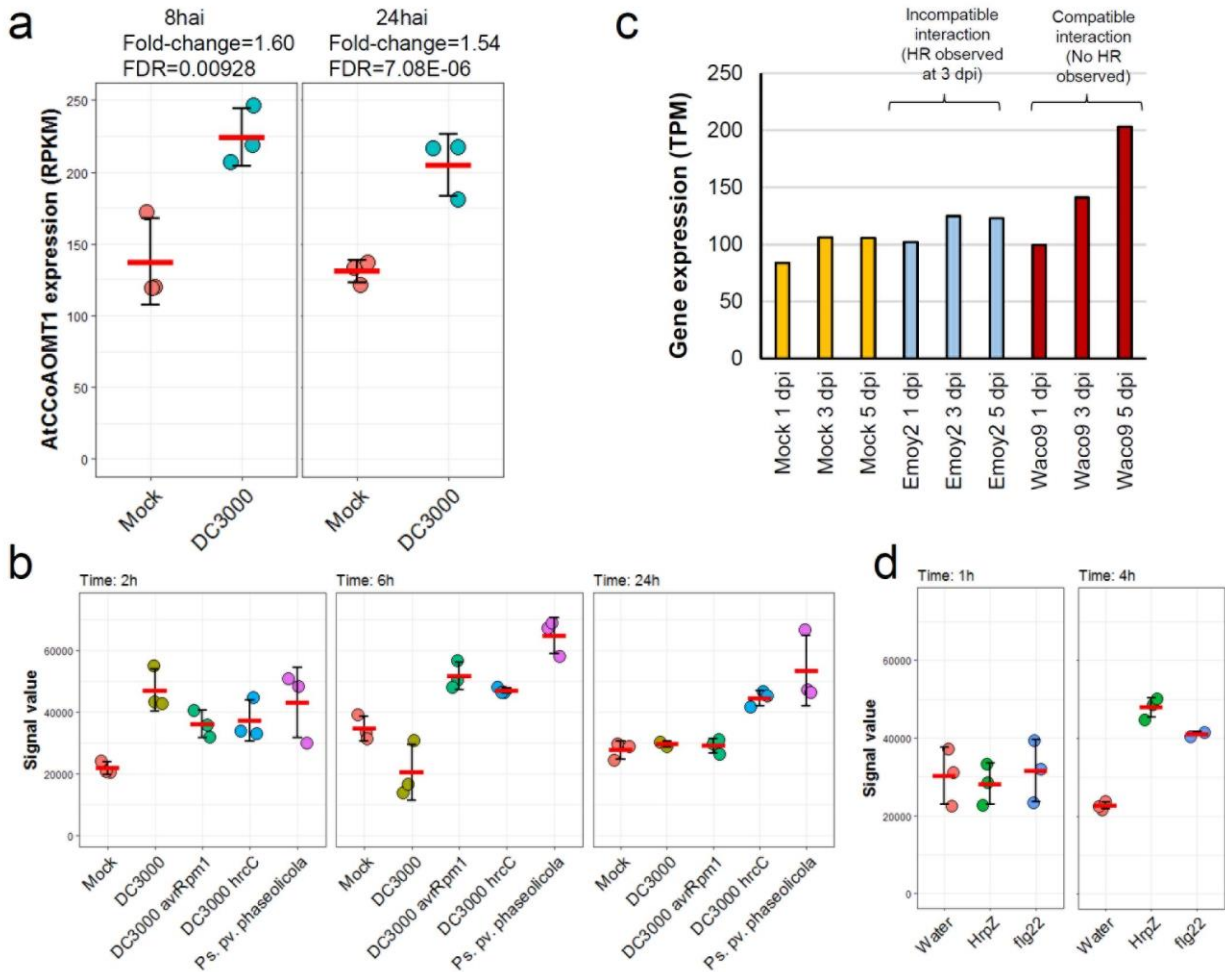 a
8hai
Fold-change=1.60
FDR=0.00928
24hai
Fold-change=1.54
FDR=7.08E-06
AtCCoAOMT1 expression (RPKM)
250
200
150
100
50
0
Mock
DC3000
Mock
DC3000
c
Incompatible
interaction
(HR observed
at 3 dpi)
Compatible
interaction
(No HR
observed)
Gene expression (TPM)
250
200
150
100
50
0
Mock 1 dpi
Mock 3 dpi
Mock 5 dpi
Emoy2 1 dpi
Emoy2 3 dpi
Emoy2 5 dpi
Waco9 1 dpi
Waco9 3 dpi
Waco9 5 dpi
b
Time: 2h
Time: 6h
Time: 24h
Signal value
60000
40000
20000
0
Mock
DC3000
DC3000 avrRpm1
DC3000 hrcC
Ps. pv. phaseolicola
Mock
DC3000
DC3000 avrRpm1
DC3000 hrcC
Ps. pv. phaseolicola
Mock
DC3000
DC3000 avrRpm1
DC3000 hrcC
Ps. pv. phaseolicola
d
Time: 1h
Time: 4h
Signal value
60000
40000
20000
0
Water
HrpZ
flg22
Water
HrpZ
flg22